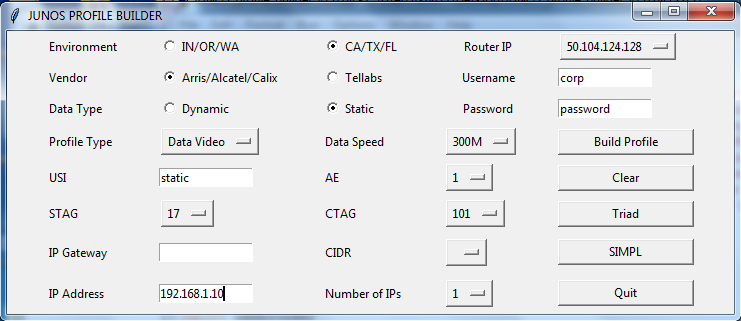 JUNOS PROFILE BUILDER
Environment IN/OR/WA CA/TX/FL Router IP 50.104.124.128
Vendor Arris/Alcatel/Calix Tellabs Username corp
Data Type Dynamic Static Password password
Profile Type Data Video Data Speed 300M Build Profile
USI static AE 1 Clear
STAG 17 CTAG 101 Triad
IP Gateway CIDR SIMPL
IP Address 192.168.1.10 Number of IPs 1 Quit